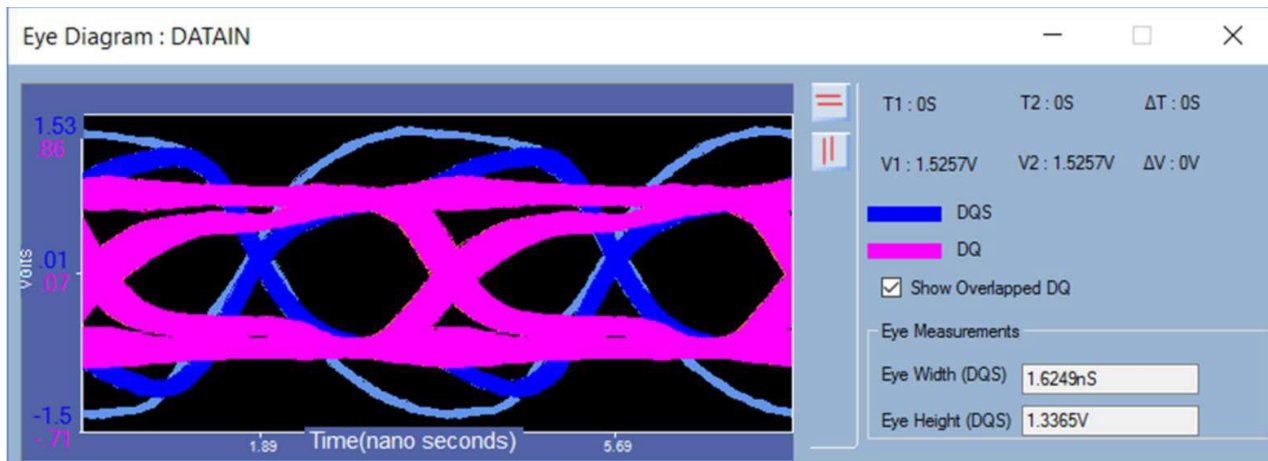 Eye Diagram : DATAIN
T1 : 0S T2 : 0S ΔT : 0S
V1 : 1.5257V V2 : 1.5257V ΔV : 0V
DQS
DQ
Show Overlapped DQ
Eye Measurements
Eye Width (DQS) 1.6249nS
Eye Height (DQS) 1.3365V
1.53
.86
Volts
.01
.07
-1.5
-.71
1.89 Time(nano seconds) 5.69